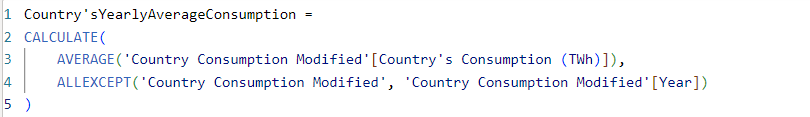 1 Country'sYearlyAverageConsumption =
2 CALCULATE(
3 AVERAGE('Country Consumption Modified'[Country's Consumption (TWh)]),
4 ALLEXCEPT('Country Consumption Modified', 'Country Consumption Modified'[Year])
5 )